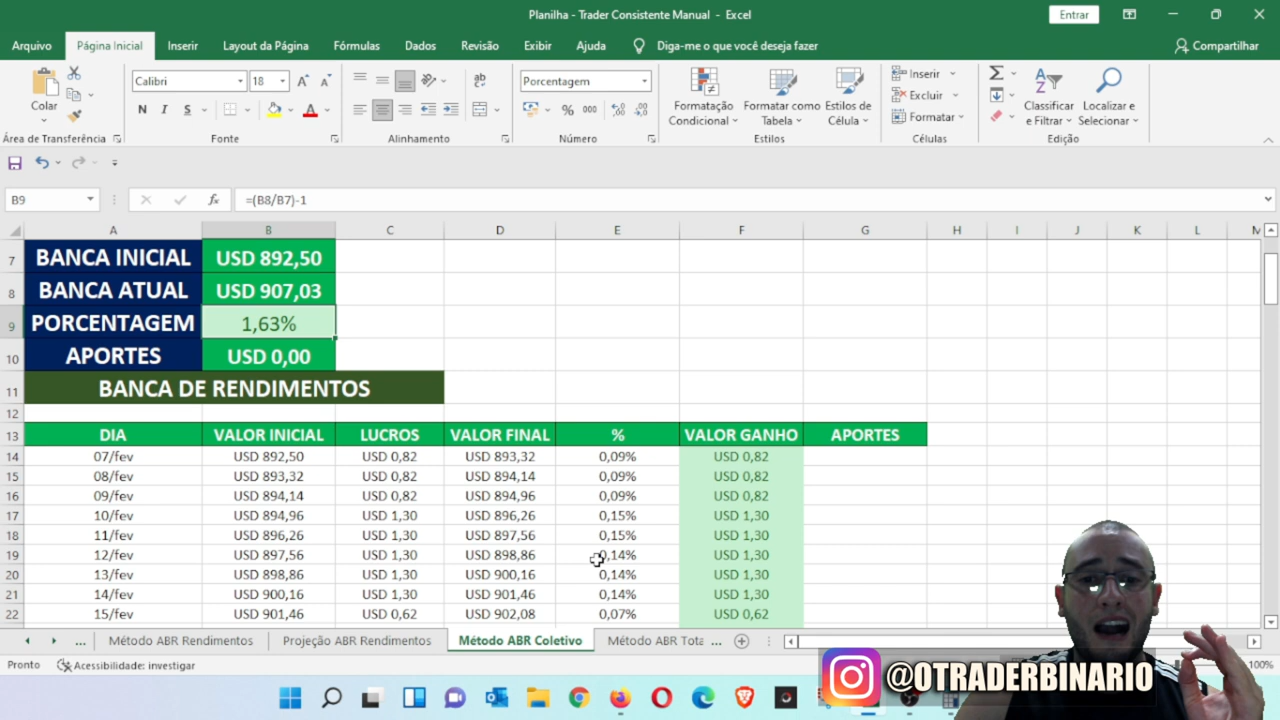 Planilha - Trader Consistente Manual - Excel
Entrar
Arquivo Página Inicial Inserir Layout da Página Fórmulas Dados Revisão Exibir Ajuda Diga-me o que você deseja fazer Compartilhar
Calibri 18 Porcentagem
Colar
N I S
% 000
Formatação Condicional
Formatar como Tabela
Estilos de Célula
Inserir
Excluir
Formatar
Classificar e Filtrar
Localizar e Selecionar
Área de Transferência Fonte Alinhamento Número Estilos Células Edição
B9 fx =(B8/B7)-1
A B C D E F G H I J K L M
7 BANCA INICIAL USD 892,50
8 BANCA ATUAL USD 907,03
9 PORCENTAGEM 1,63%
10 APORTES USD 0,00
11 BANCA DE RENDIMENTOS
12
13 DIA VALOR INICIAL LUCROS VALOR FINAL % VALOR GANHO APORTES
14 07/fev USD 892,50 USD 0,82 USD 893,32 0,09% USD 0,82
15 08/fev USD 893,32 USD 0,82 USD 894,14 0,09% USD 0,82
16 09/fev USD 894,14 USD 0,82 USD 894,96 0,09% USD 0,82
17 10/fev USD 894,96 USD 1,30 USD 896,26 0,15% USD 1,30
18 11/fev USD 896,26 USD 1,30 USD 897,56 0,15% USD 1,30
19 12/fev USD 897,56 USD 1,30 USD 898,86 0,14% USD 1,30
20 13/fev USD 898,86 USD 1,30 USD 900,16 0,14% USD 1,30
21 14/fev USD 900,16 USD 1,30 USD 901,46 0,14% USD 1,30
22 15/fev USD 901,46 USD 0,62 USD 902,08 0,07% USD 0,62
... Método ABR Rendimentos Projeção ABR Rendimentos Método ABR Coletivo Método ABR Tota ...
Pronto Acessibilidade: investigar 100%
@OTRADERBINARIO